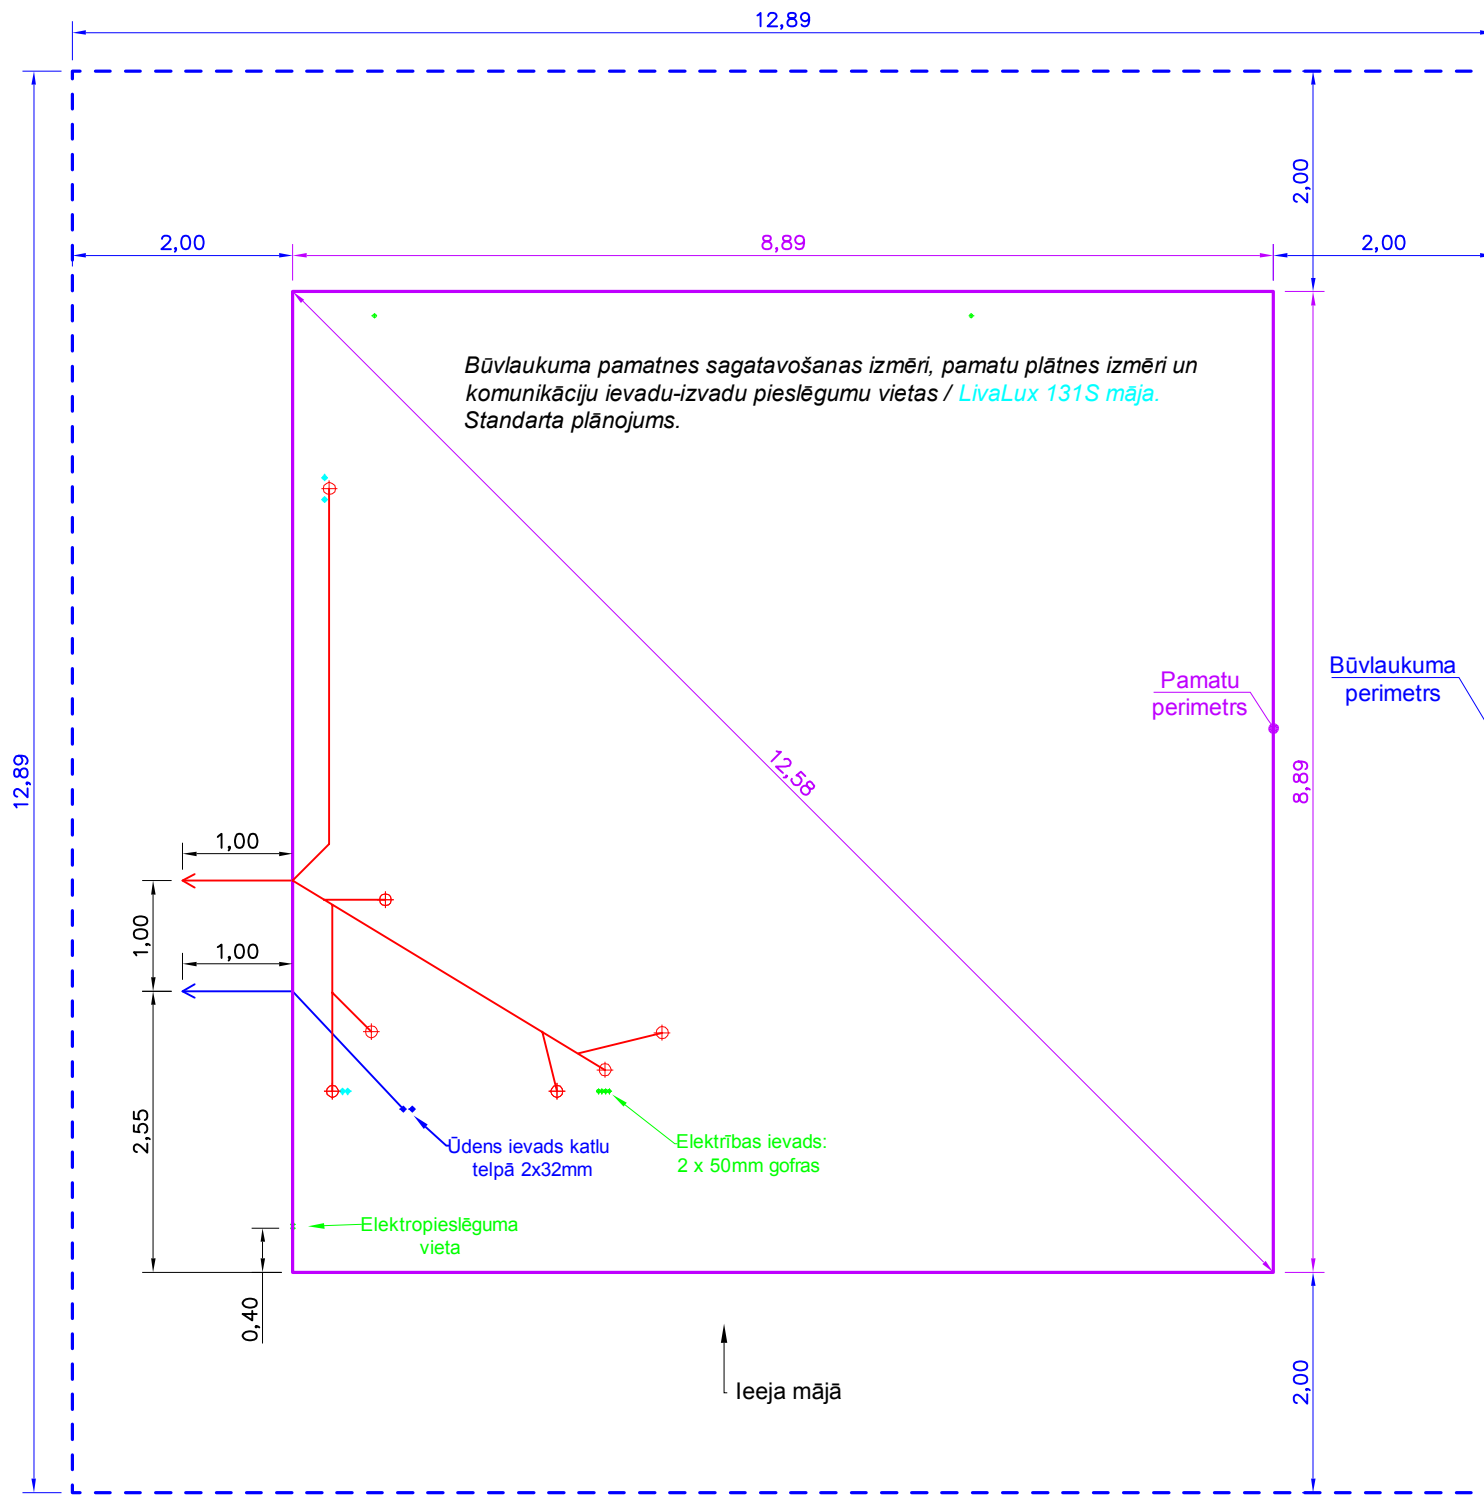 12,89
2,00
2,00
8,89
2,00
Būvlaukuma pamatnes sagatavošanas izmēri, pamatu plātnes izmēri un
komunikāciju ievadu-izvadu pieslēgumu vietas / LivaLux 131S māja.
Standarta plānojums.
Pamatu
perimetrs
Būvlaukuma
perimetrs
12,89
12,58
8,89
1,00
1,00
1,00
2,55
Ūdens ievads katlu
telpā 2x32mm
Elektrības ievads:
2 x 50mm gofras
Elektropieslēguma
vieta
0,40
Ieeja mājā
2,00